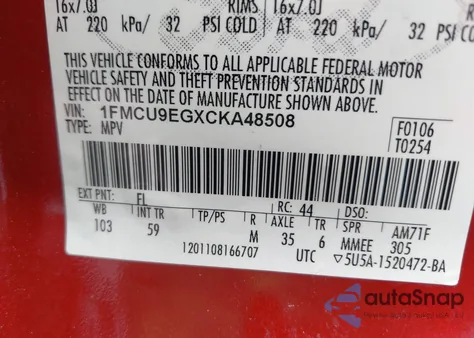 16x7.0J RIMS 16x7.0J
AT 220 kPa/ 32 PSI COLD AT 220 kPa/ 32 PSI COLD
THIS VEHICLE CONFORMS TO ALL APPLICABLE FEDERAL MOTOR
VEHICLE SAFETY AND THEFT PREVENTION STANDARDS IN
EFFECT ON THE DATE OF MANUFACTURE SHOWN ABOVE.
VIN: 1FMCU9EGXCKA48508
TYPE: MPV
F0106
T0254
EXT PNT: FL RC: 44 DSO:
WB INT TR TP/PS R AXLE TR SPR AM71F
103 59 M 35 6 MMEE 305
1201108166707 UTC ▽5U5A-1520472-BA
autoSnap